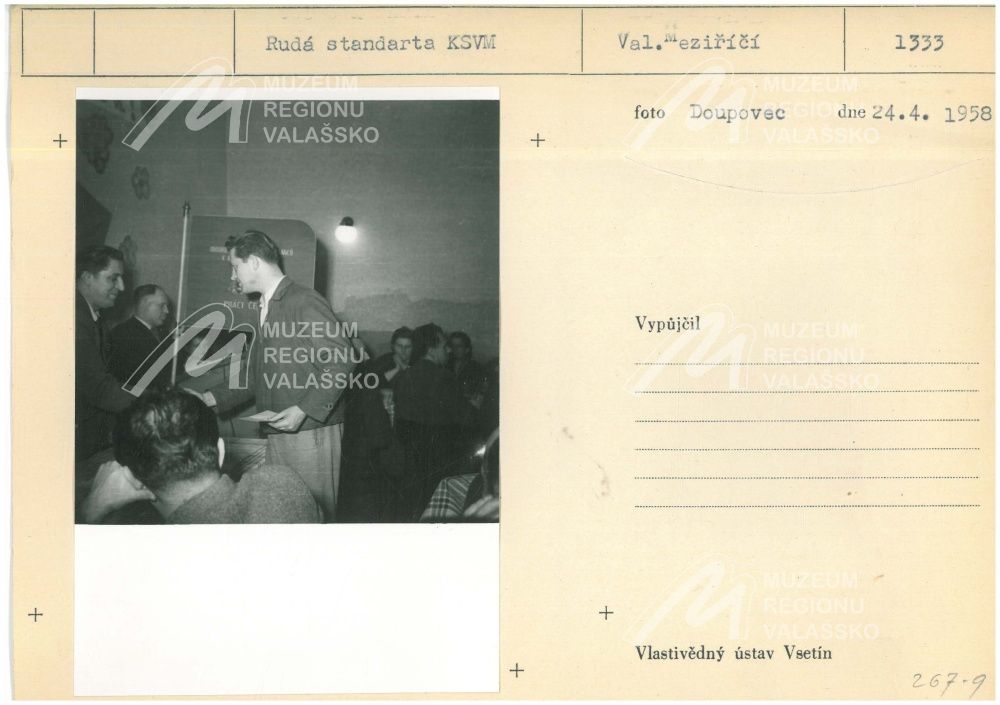 Rudá standarta KSVM
Val. Meziříčí
1333
foto Doupovec dne 24.4. 1958
MUZEUM
REGIONU
VALAŠSKO
MUZEUM
REGIONU
VALAŠSKO
PRACI
MUZEUM
REGIONU
VALAŠSKO
Vypůjčil
MUZEUM
REGIONU
VALAŠSKO
MUZEUM
REGIONU
VALAŠSKO
Vlastivědný ústav Vsetín
267-9